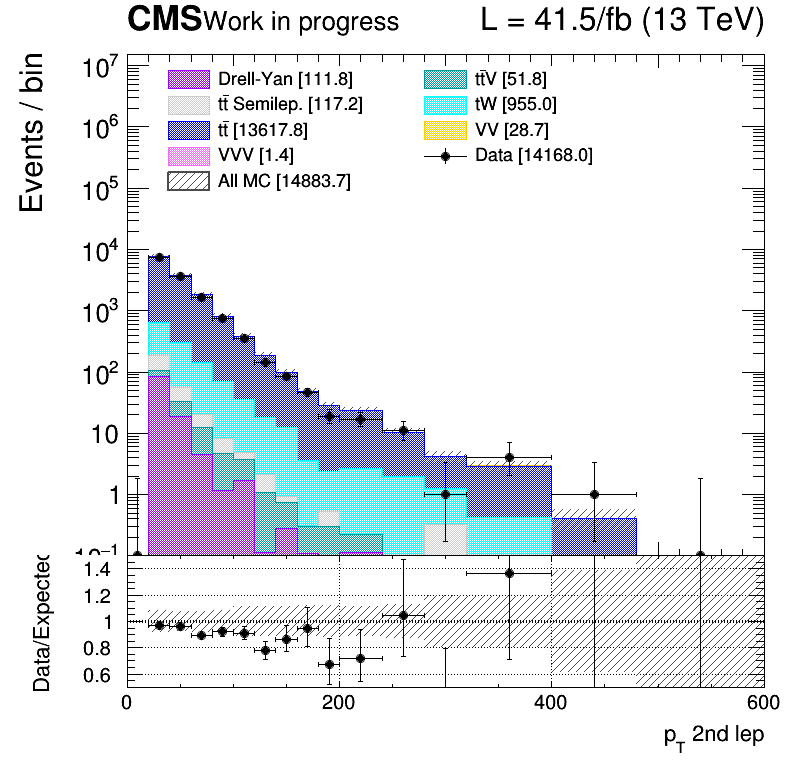 CMS Work in progress L = 41.5/fb (13 TeV)
Events / bin
10⁷
10⁶
10⁵
10⁴
10³
10²
10
1
10⁻¹
Drell-Yan [111.8]
tt̄ Semilep. [117.2]
tt̄ [13617.8]
VVV [1.4]
All MC [14883.7]
tt̄V [51.8]
tW [955.0]
VV [28.7]
Data [14168.0]
Data/Expected
1.4
1.2
1
0.8
0.6
0 200 400 600
p_T 2nd lep